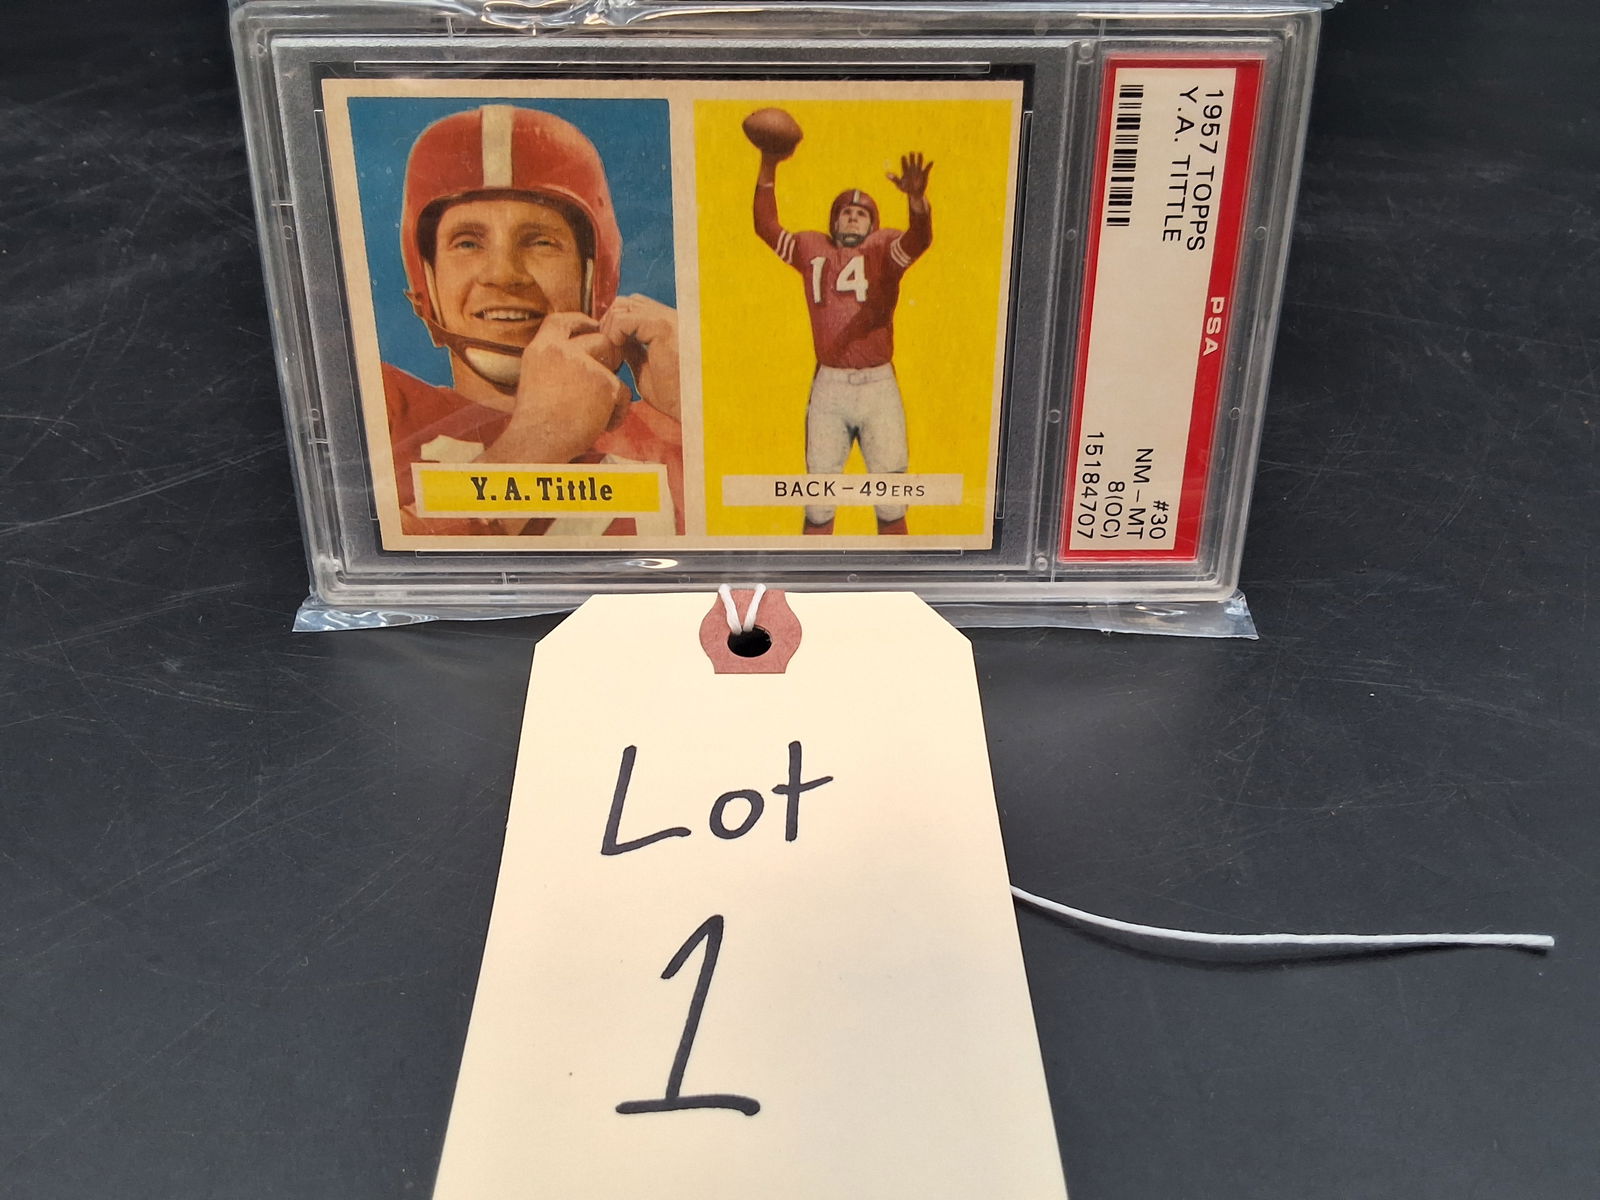 Y. A. Tittle
14
BACK - 49ERS
1957 TOPPS
Y.A. TITTLE
PSA
#30
NM - MT
8(OC)
15184707
Lot
1